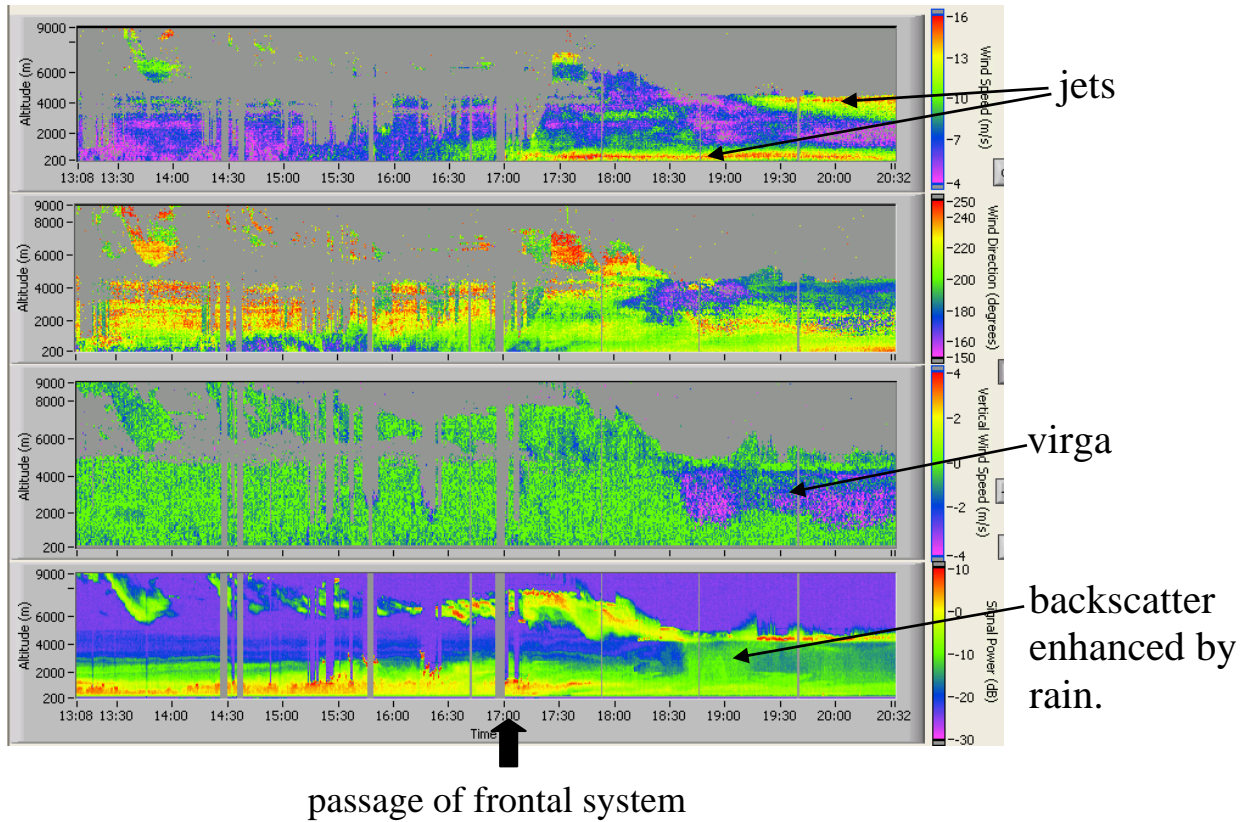 9000
6000
4000
2000
200
Altitude (m)
13:08 13:30 14:00 14:30 15:00 15:30 16:00 16:30 17:00 17:30 18:00 18:30 19:00 19:30 20:00 20:32
16
13
10
7
4
Wind Speed (m/s)
jets
9000
8000
6000
4000
2000
200
Altitude (m)
250
240
220
200
180
160
150
Wind Direction (degrees)
9000
8000
6000
4000
2000
200
Altitude (m)
4
2
0
-2
-4
Vertical Wind Speed (m/s)
virga
9000
6000
4000
2000
200
Altitude (m)
13:08 13:30 14:00 14:30 15:00 15:30 16:00 16:30 17:00 17:30 18:00 18:30 19:00 19:30 20:00 20:32
Time
10
0
-10
-20
-30
Signal Power (dB)
backscatter
enhanced by
rain.
passage of frontal system